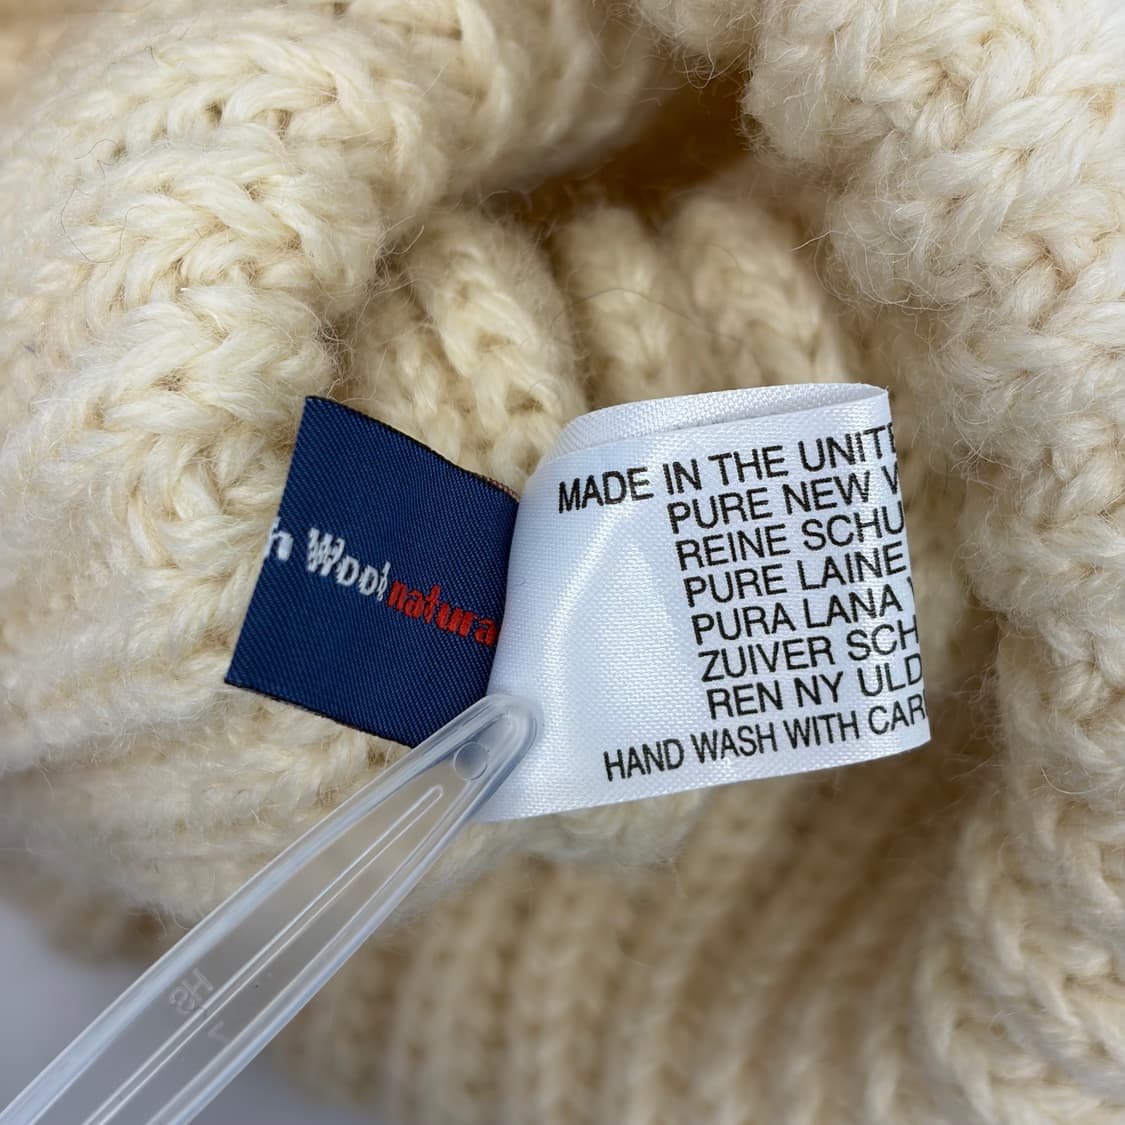 Wool natura
MADE IN THE UNITE
PURE NEW
REINE SCHU
PURE LAINE
PURA LANA
ZUIVER SCH
REN NY ULD
HAND WASH WITH CAR
HS